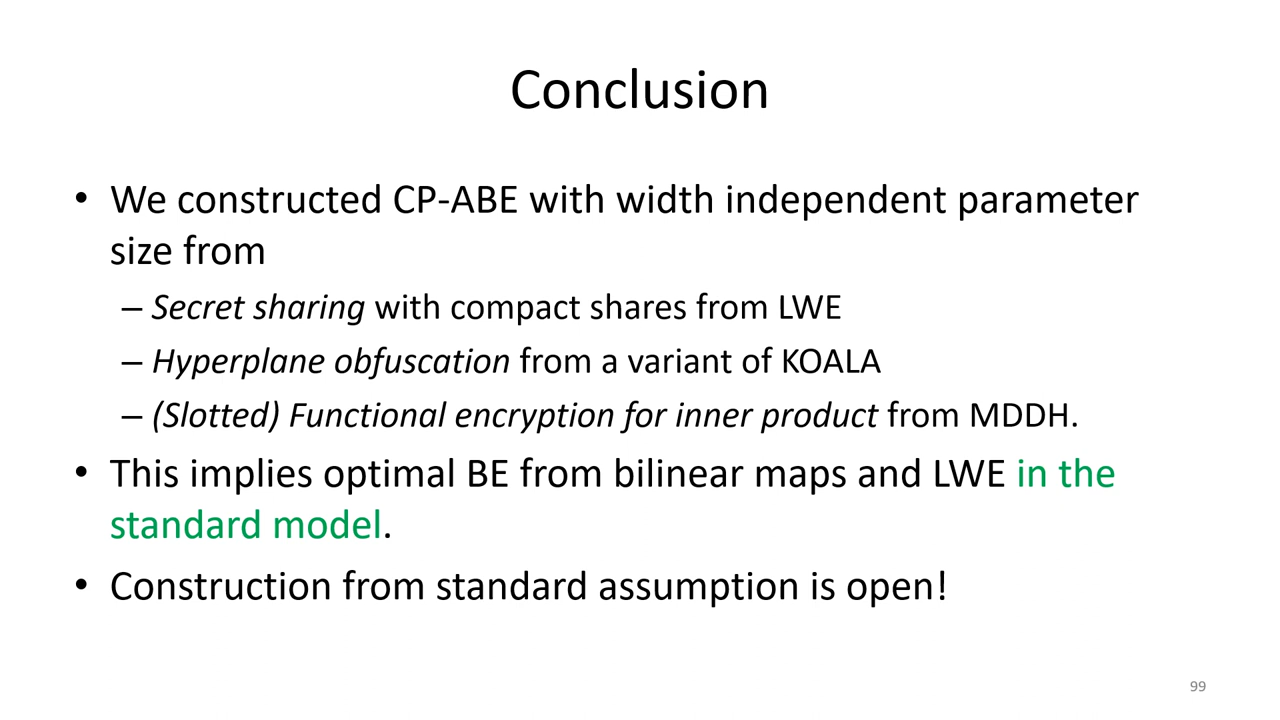 Conclusion
• We constructed CP-ABE with width independent parameter
size from
– Secret sharing with compact shares from LWE
– Hyperplane obfuscation from a variant of KOALA
– (Slotted) Functional encryption for inner product from MDDH.
• This implies optimal BE from bilinear maps and LWE in the
standard model.
• Construction from standard assumption is open!
99